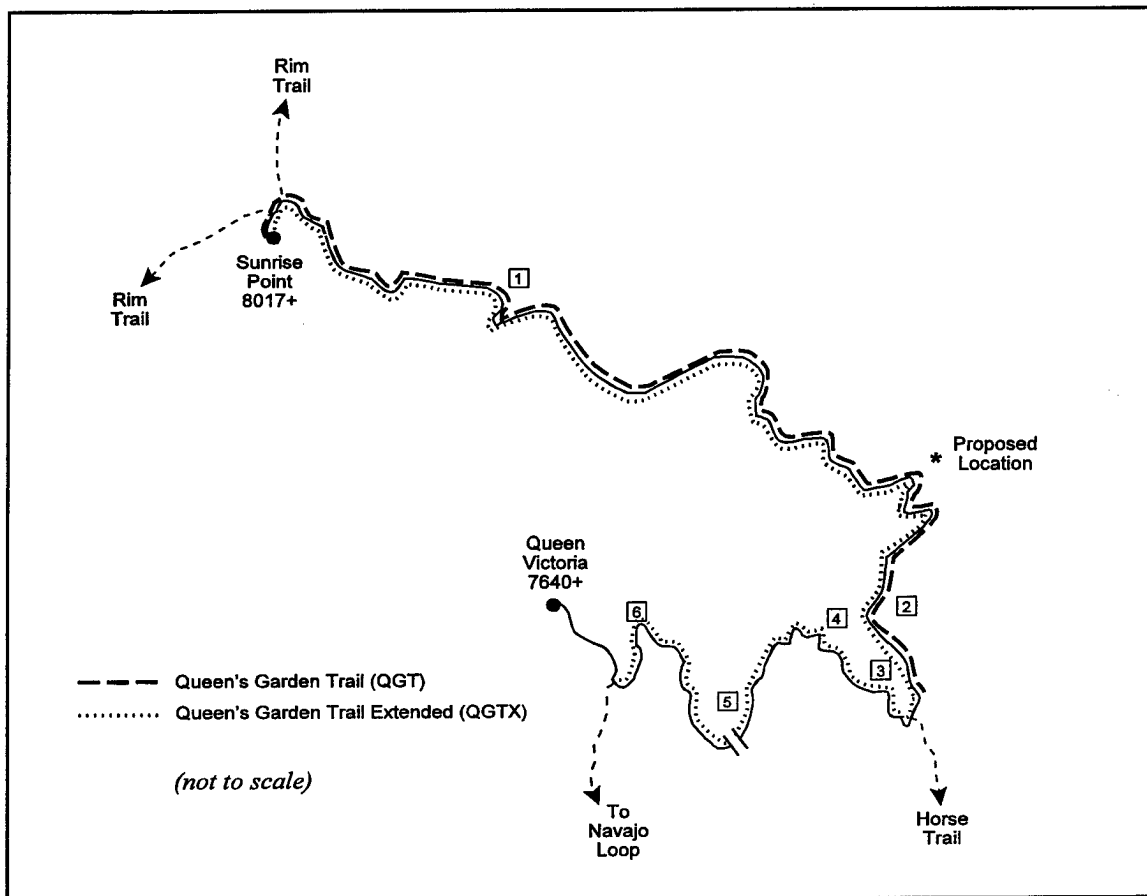 Rim
Trail
Sunrise
Point
8017+
Rim
Trail
1
* Proposed
Location
Queen
Victoria
7640+
2
6
4
3
5
Queen's Garden Trail (QGT)
Queen's Garden Trail Extended (QGTX)
(not to scale)
To
Navajo
Loop
Horse
Trail